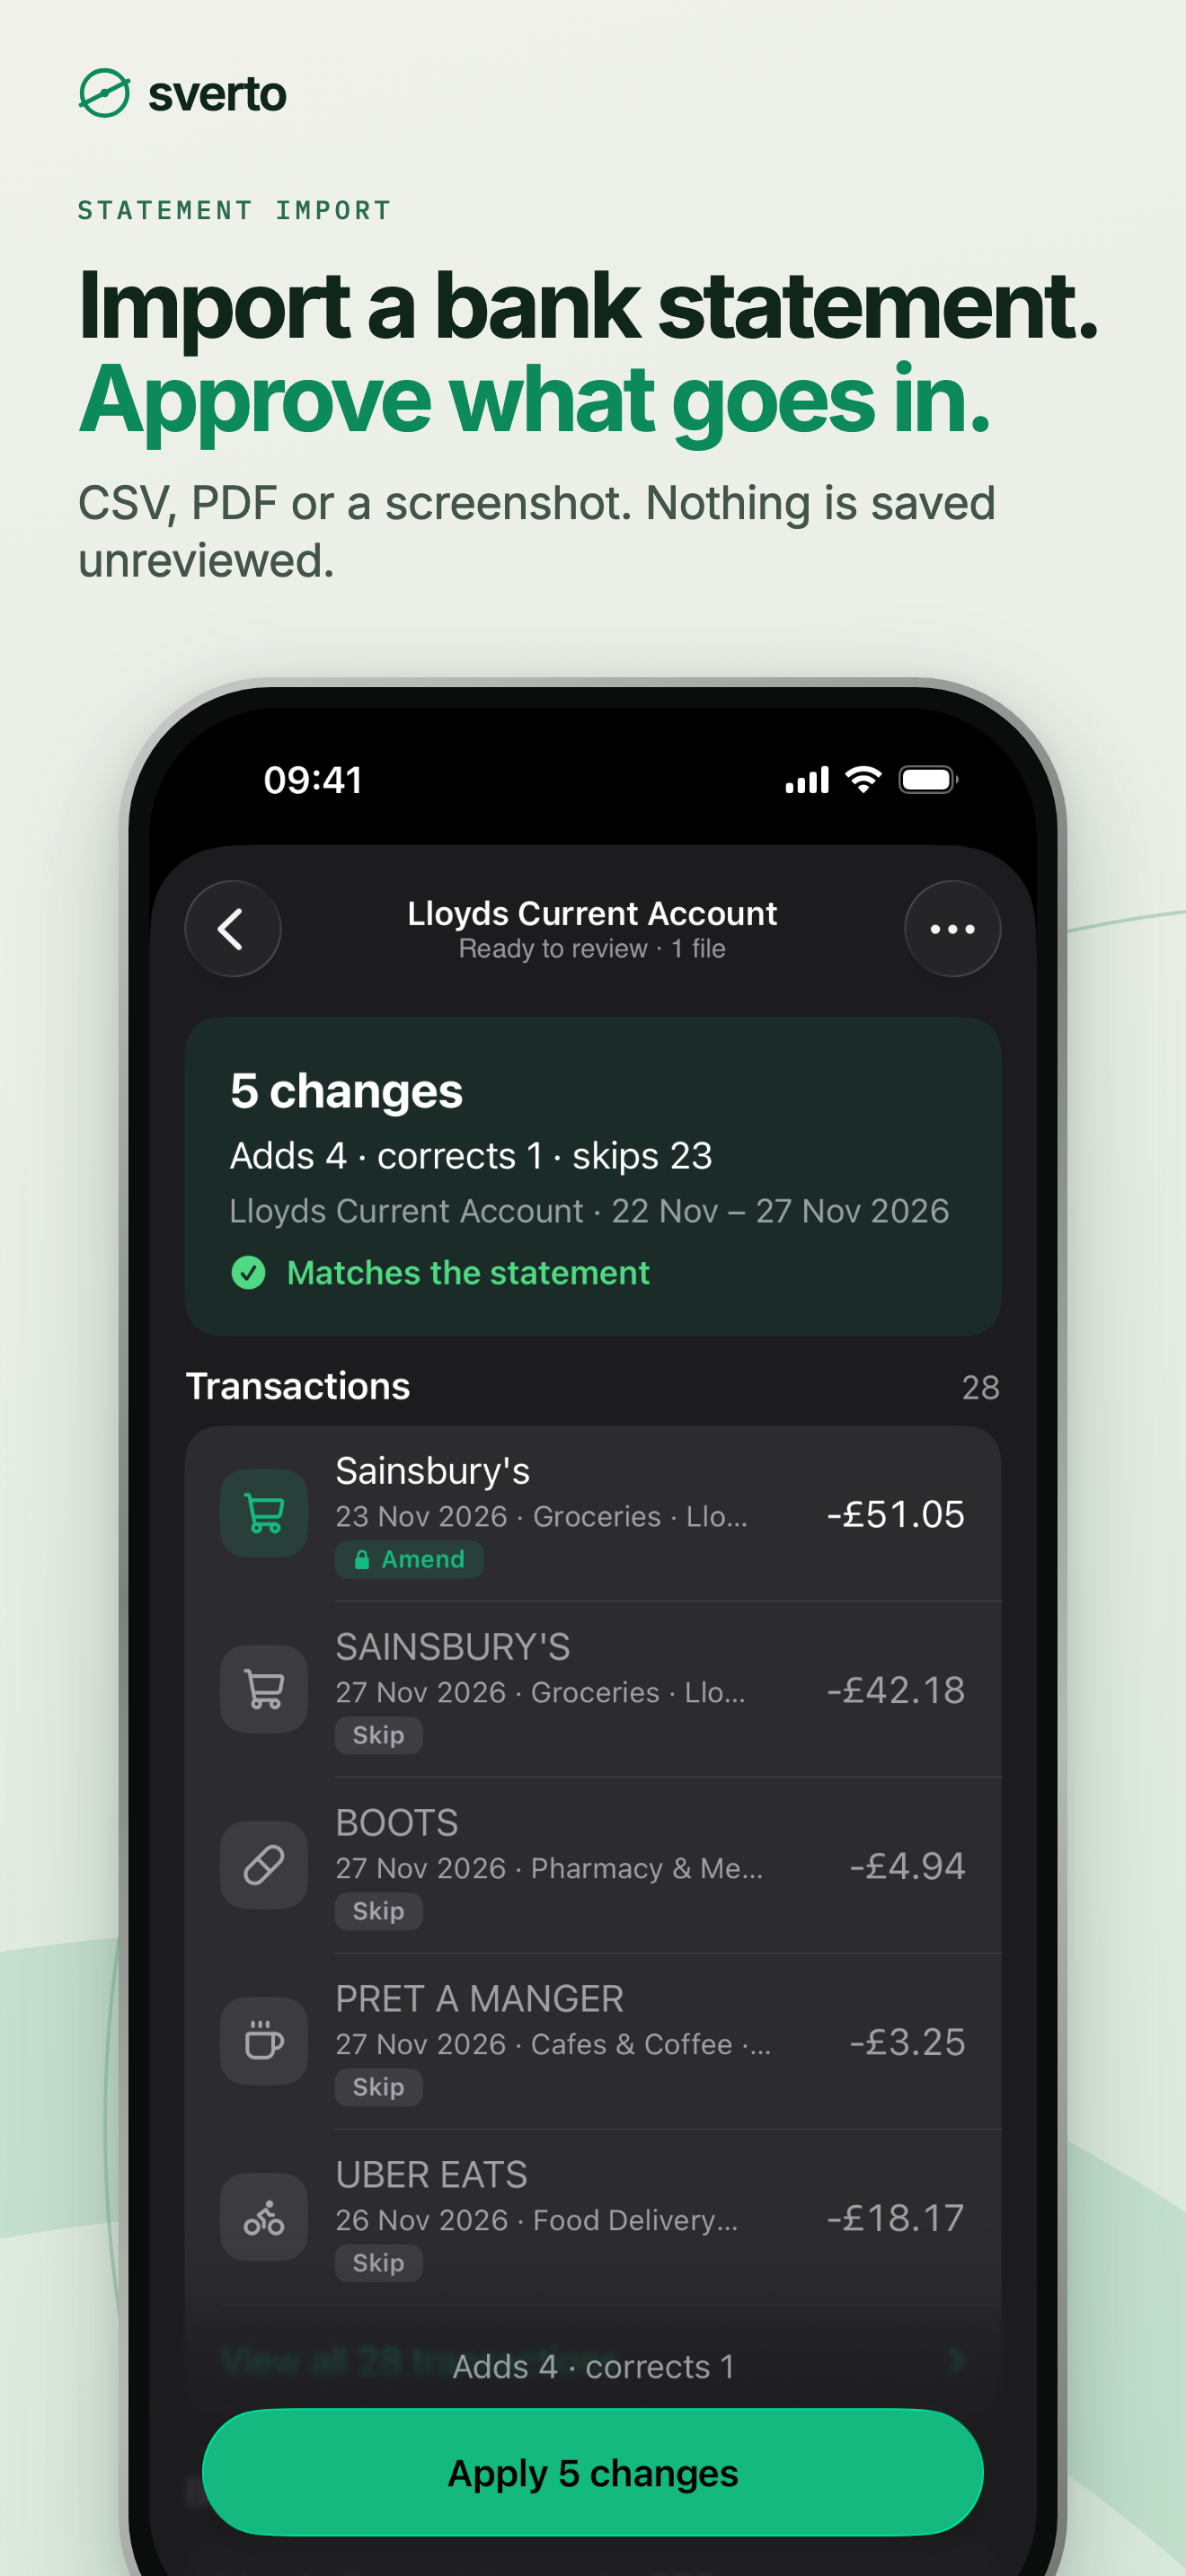 sverto
STATEMENT IMPORT
Import a bank statement.
Approve what goes in.
CSV, PDF or a screenshot. Nothing is saved
unreviewed.
09:41
Lloyds Current Account
Ready to review · 1 file
5 changes
Adds 4 · corrects 1 · skips 23
Lloyds Current Account · 22 Nov – 27 Nov 2026
Matches the statement
Transactions 28
Sainsbury's
23 Nov 2026 · Groceries · Llo... -£51.05
Amend
SAINSBURY'S
27 Nov 2026 · Groceries · Llo... -£42.18
Skip
BOOTS
27 Nov 2026 · Pharmacy & Me... -£4.94
Skip
PRET A MANGER
27 Nov 2026 · Cafes & Coffee ·... -£3.25
Skip
UBER EATS
26 Nov 2026 · Food Delivery... -£18.17
Skip
View all 28 transactions
Adds 4 · corrects 1
Apply 5 changes